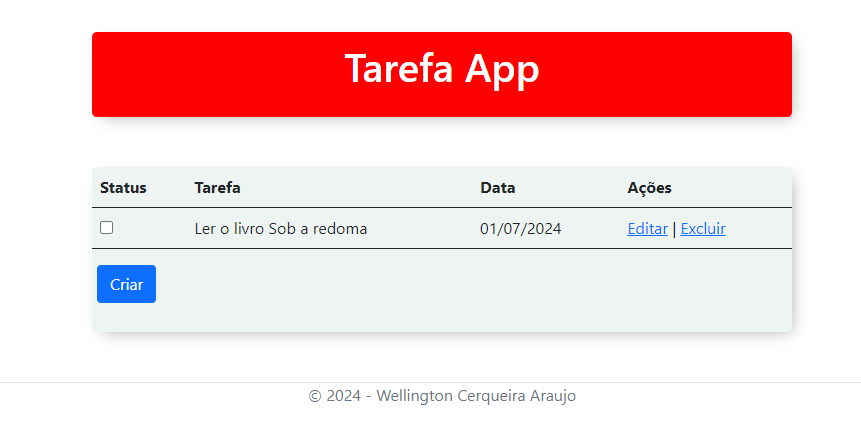 Tarefa App
Status Tarefa Data Ações
Ler o livro Sob a redoma 01/07/2024 Editar | Excluir
Criar
© 2024 - Wellington Cerqueira Araujo